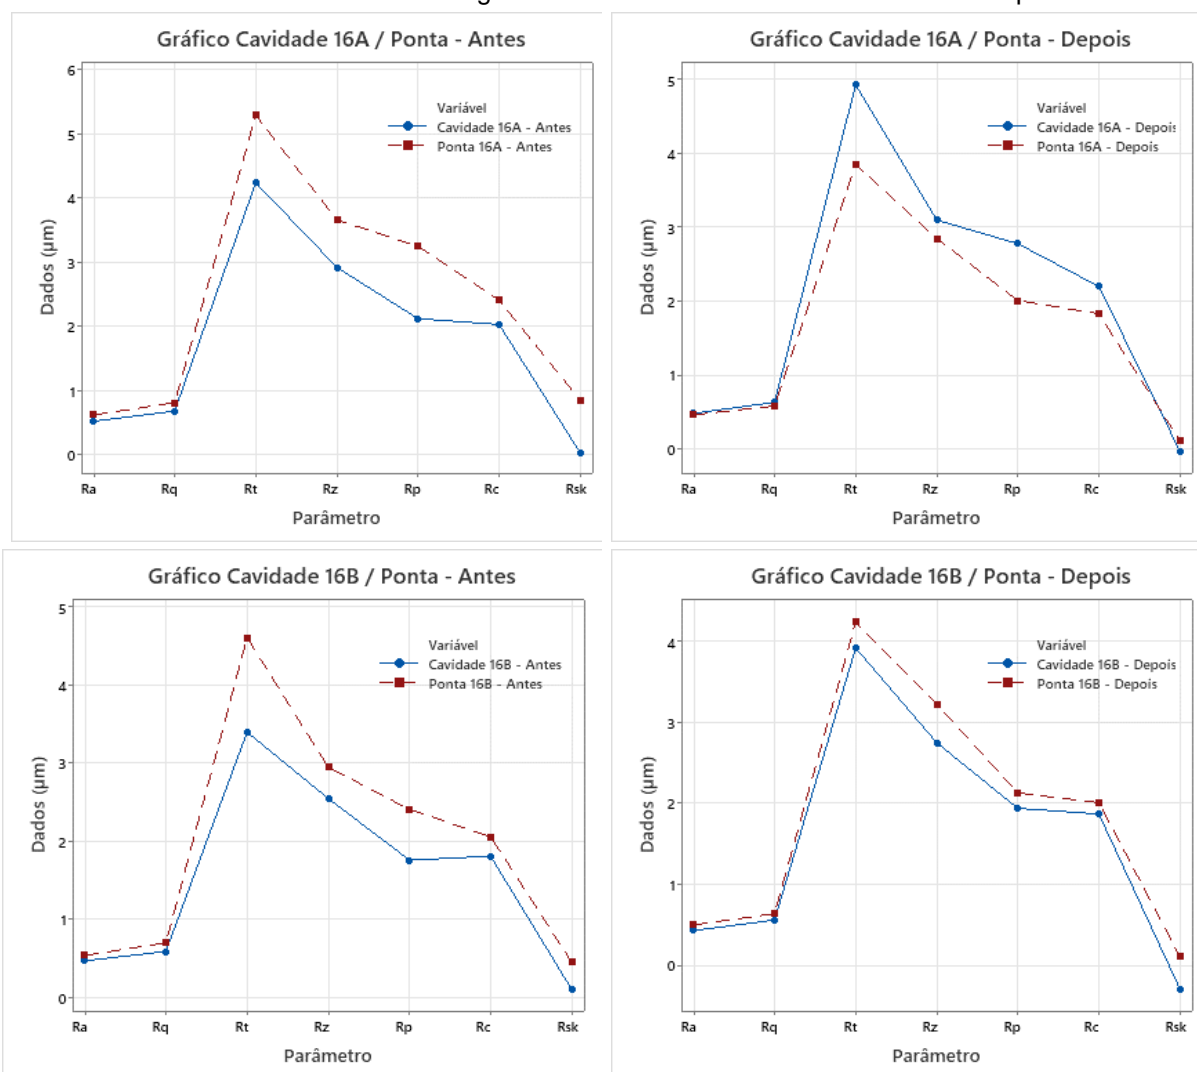 Gráfico Cavidade 16A / Ponta - Antes
6
5
4
3
2
1
0
Dados (µm)
Variável
Cavidade 16A - Antes
Ponta 16A - Antes
Ra Rq Rt Rz Rp Rc Rsk
Parâmetro
Gráfico Cavidade 16A / Ponta - Depois
5
4
3
2
1
0
Dados (µm)
Variável
Cavidade 16A - Depois
Ponta 16A - Depois
Ra Rq Rt Rz Rp Rc Rsk
Parâmetro
Gráfico Cavidade 16B / Ponta - Antes
5
4
3
2
1
0
Dados (µm)
Variável
Cavidade 16B - Antes
Ponta 16B - Antes
Ra Rq Rt Rz Rp Rc Rsk
Parâmetro
Gráfico Cavidade 16B / Ponta - Depois
4
3
2
1
0
Dados (µm)
Variável
Cavidade 16B - Depois
Ponta 16B - Depois
Ra Rq Rt Rz Rp Rc Rsk
Parâmetro